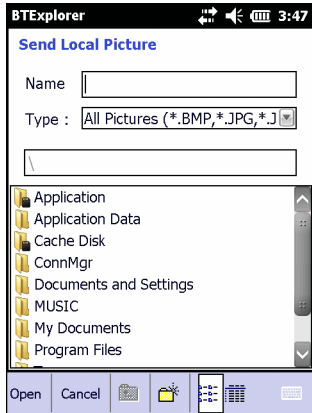 BTExplorer 3:47
Send Local Picture
Name
Type : All Pictures (*.BMP,*.JPG,*.J
\
Application
Application Data
Cache Disk
ConnMgr
Documents and Settings
MUSIC
My Documents
Program Files
Open Cancel